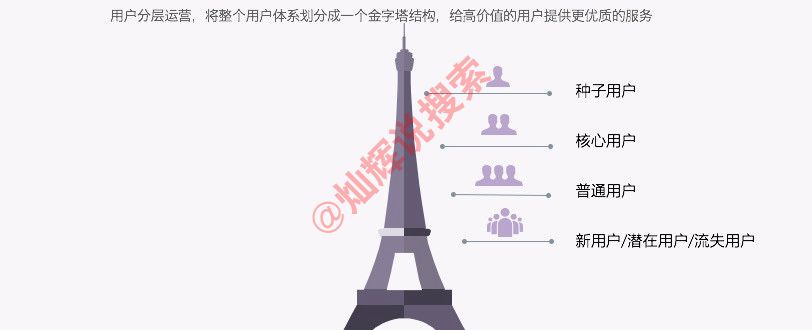 用户分层运营，将整个用户体系划分成一个金字塔结构，给高价值的用户提供更优质的服务
种子用户
核心用户
普通用户
新用户/潜在用户/流失用户
@灿辉说搜索